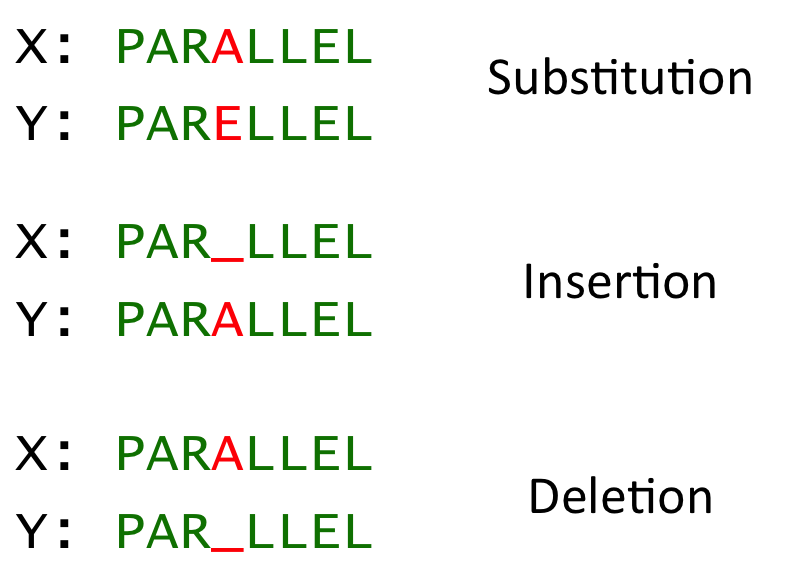 X: PARALLEL
Substitution
Y: PARELLEL
X: PAR_LLEL
Insertion
Y: PARALLEL
X: PARALLEL
Deletion
Y: PAR_LLEL